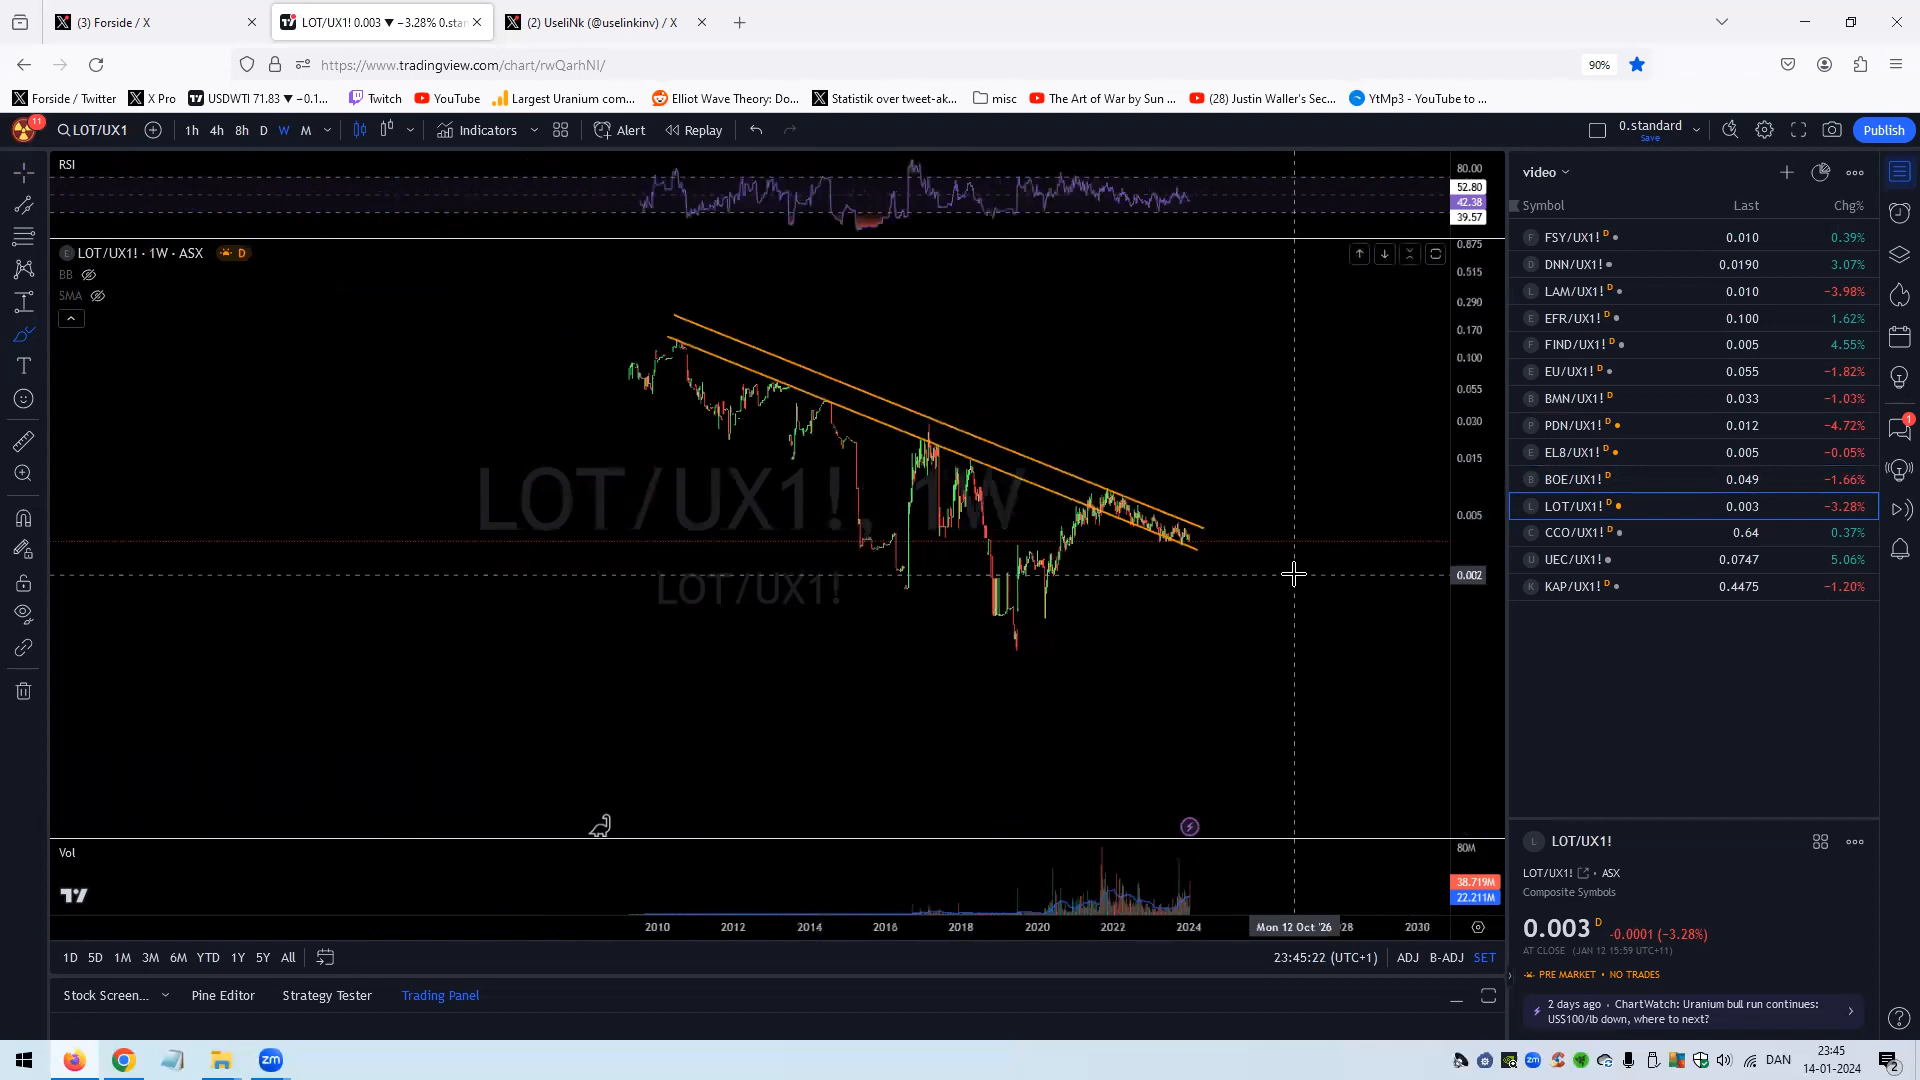 (3) Forside / X
LOT/UX1! 0.003 ▼ −3.28% 0.star
(2) UseliNk (@uselinkinv) / X
https://www.tradingview.com/chart/rwQarhNI/
90%
Forside / Twitter
X Pro
USDWTI 71.83 ▼ −0.1...
Twitch
YouTube
Largest Uranium com...
Elliot Wave Theory: Do...
Statistik over tweet-ak...
misc
The Art of War by Sun ...
(28) Justin Waller's Sec...
YtMp3 - YouTube to ...
11
LOT/UX1
1h 4h 8h D W M
Indicators
Alert
Replay
0.standard
Save
Publish
RSI
80.00
52.80
42.38
39.57
LOT/UX1! · 1W · ASX
D
BB
SMA
0.875
0.515
0.290
0.170
0.100
0.055
0.030
0.015
0.005
0.002
LOT/UX1!, 1W
LOT/UX1!
Vol
80M
38.719M
22.211M
2010 2012 2014 2016 2018 2020 2022 2024 Mon 12 Oct '26 28 2030
1D 5D 1M 3M 6M YTD 1Y 5Y All
23:45:22 (UTC+1)
ADJ B-ADJ SET
Stock Screen...
Pine Editor
Strategy Tester
Trading Panel
video
Symbol Last Chg%
F FSY/UX1! D 0.010 0.39%
D DNN/UX1! 0.0190 3.07%
L LAM/UX1! D 0.010 −3.98%
E EFR/UX1! D 0.100 1.62%
F FIND/UX1! D 0.005 4.55%
E EU/UX1! D 0.055 −1.82%
B BMN/UX1! D 0.033 −1.03%
P PDN/UX1! D 0.012 −4.72%
E EL8/UX1! D 0.005 −0.05%
B BOE/UX1! D 0.049 −1.66%
L LOT/UX1! D 0.003 −3.28%
C CCO/UX1! D 0.64 0.37%
U UEC/UX1! 0.0747 5.06%
K KAP/UX1! D 0.4475 −1.20%
1
L LOT/UX1!
LOT/UX1! • ASX
Composite Symbols
0.003 D -0.0001 (−3.28%)
AT CLOSE (JAN 12 15:59 UTC+11)
PRE MARKET • NO TRADES
2 days ago • ChartWatch: Uranium bull run continues:
US$100/lb down, where to next?
zm
zm
DAN
23:45
14-01-2024
2